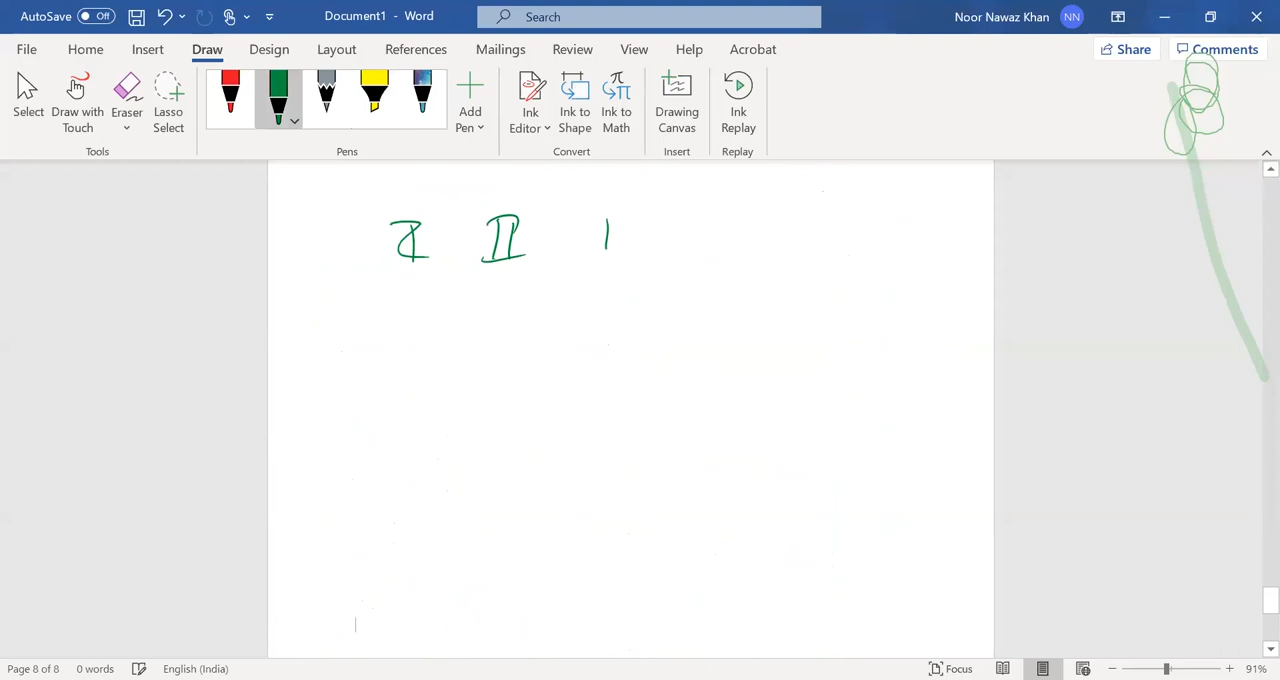 AutoSave Off Document1 - Word Search Noor Nawaz Khan NN
File Home Insert Draw Design Layout References Mailings Review View Help Acrobat Share Comments
Select Draw with Touch Eraser Lasso Select Add Pen Ink Editor Ink to Shape Ink to Math Drawing Canvas Ink Replay
Tools Pens Convert Insert Replay
I II I
Page 8 of 8 0 words English (India) Focus 91%